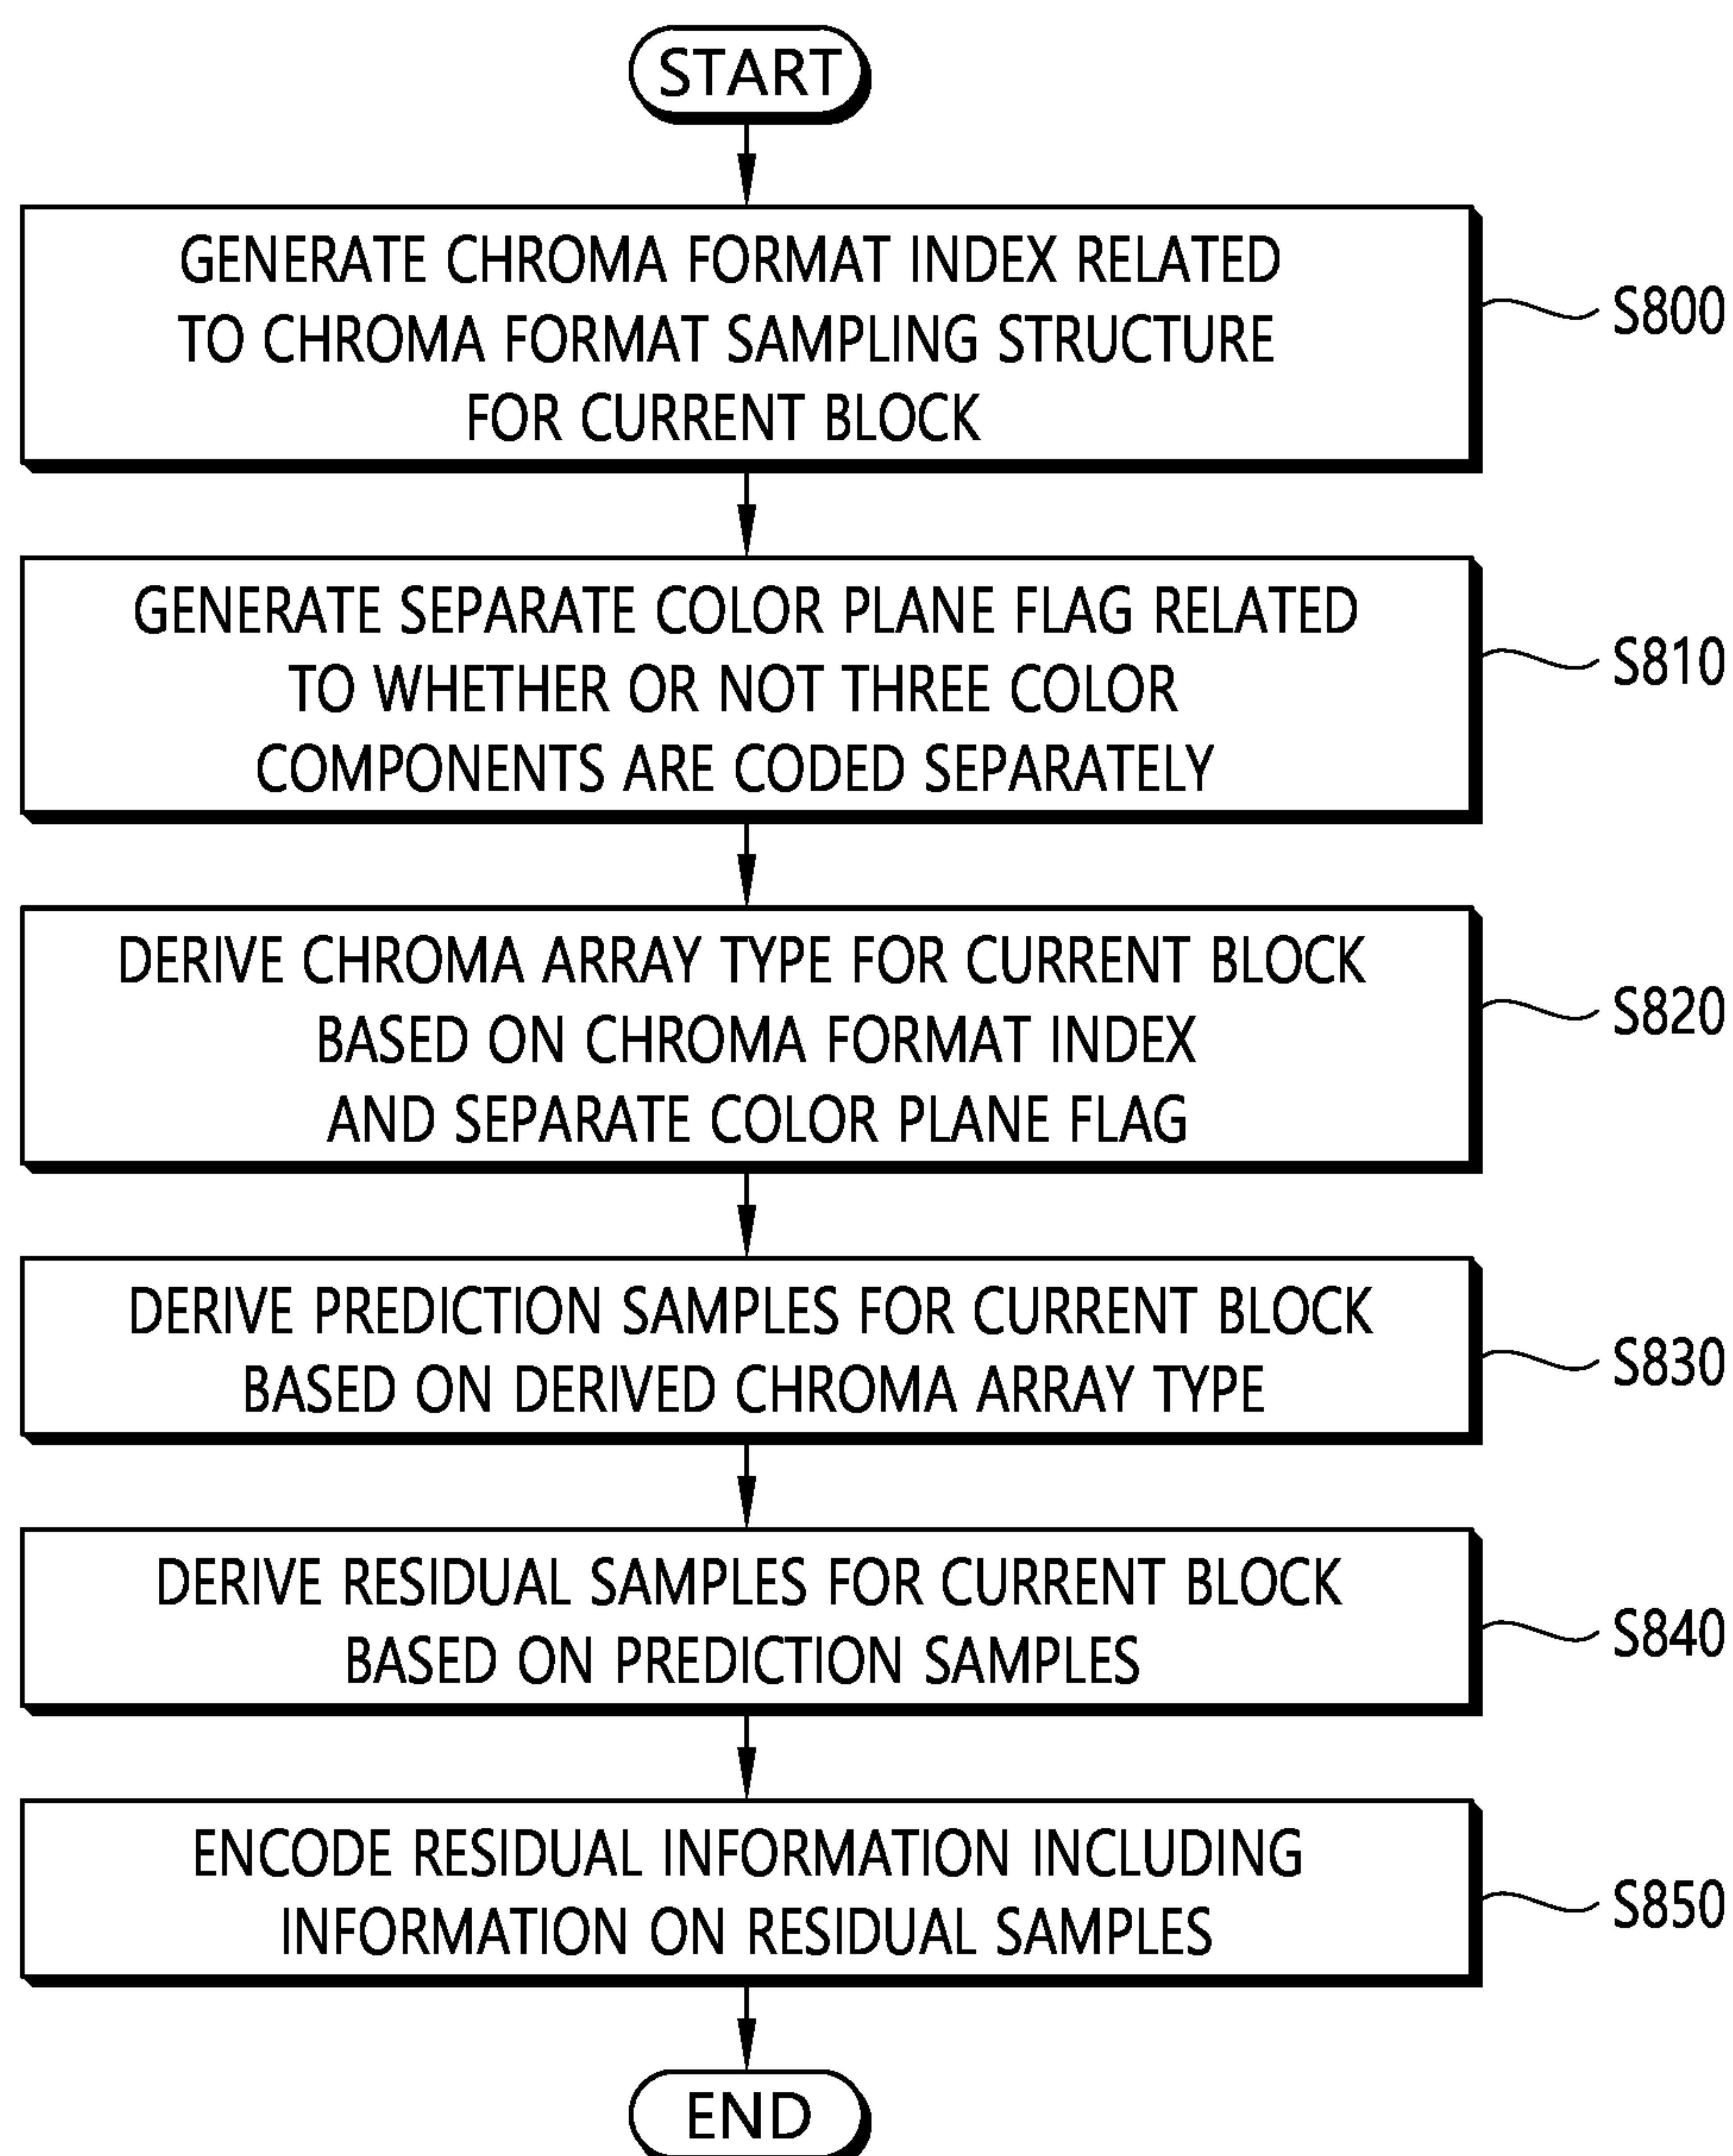 START
GENERATE CHROMA FORMAT INDEX RELATED
TO CHROMA FORMAT SAMPLING STRUCTURE
FOR CURRENT BLOCK
S800
GENERATE SEPARATE COLOR PLANE FLAG RELATED
TO WHETHER OR NOT THREE COLOR
COMPONENTS ARE CODED SEPARATELY
S810
DERIVE CHROMA ARRAY TYPE FOR CURRENT BLOCK
BASED ON CHROMA FORMAT INDEX
AND SEPARATE COLOR PLANE FLAG
S820
DERIVE PREDICTION SAMPLES FOR CURRENT BLOCK
BASED ON DERIVED CHROMA ARRAY TYPE
S830
DERIVE RESIDUAL SAMPLES FOR CURRENT BLOCK
BASED ON PREDICTION SAMPLES
S840
ENCODE RESIDUAL INFORMATION INCLUDING
INFORMATION ON RESIDUAL SAMPLES
S850
END